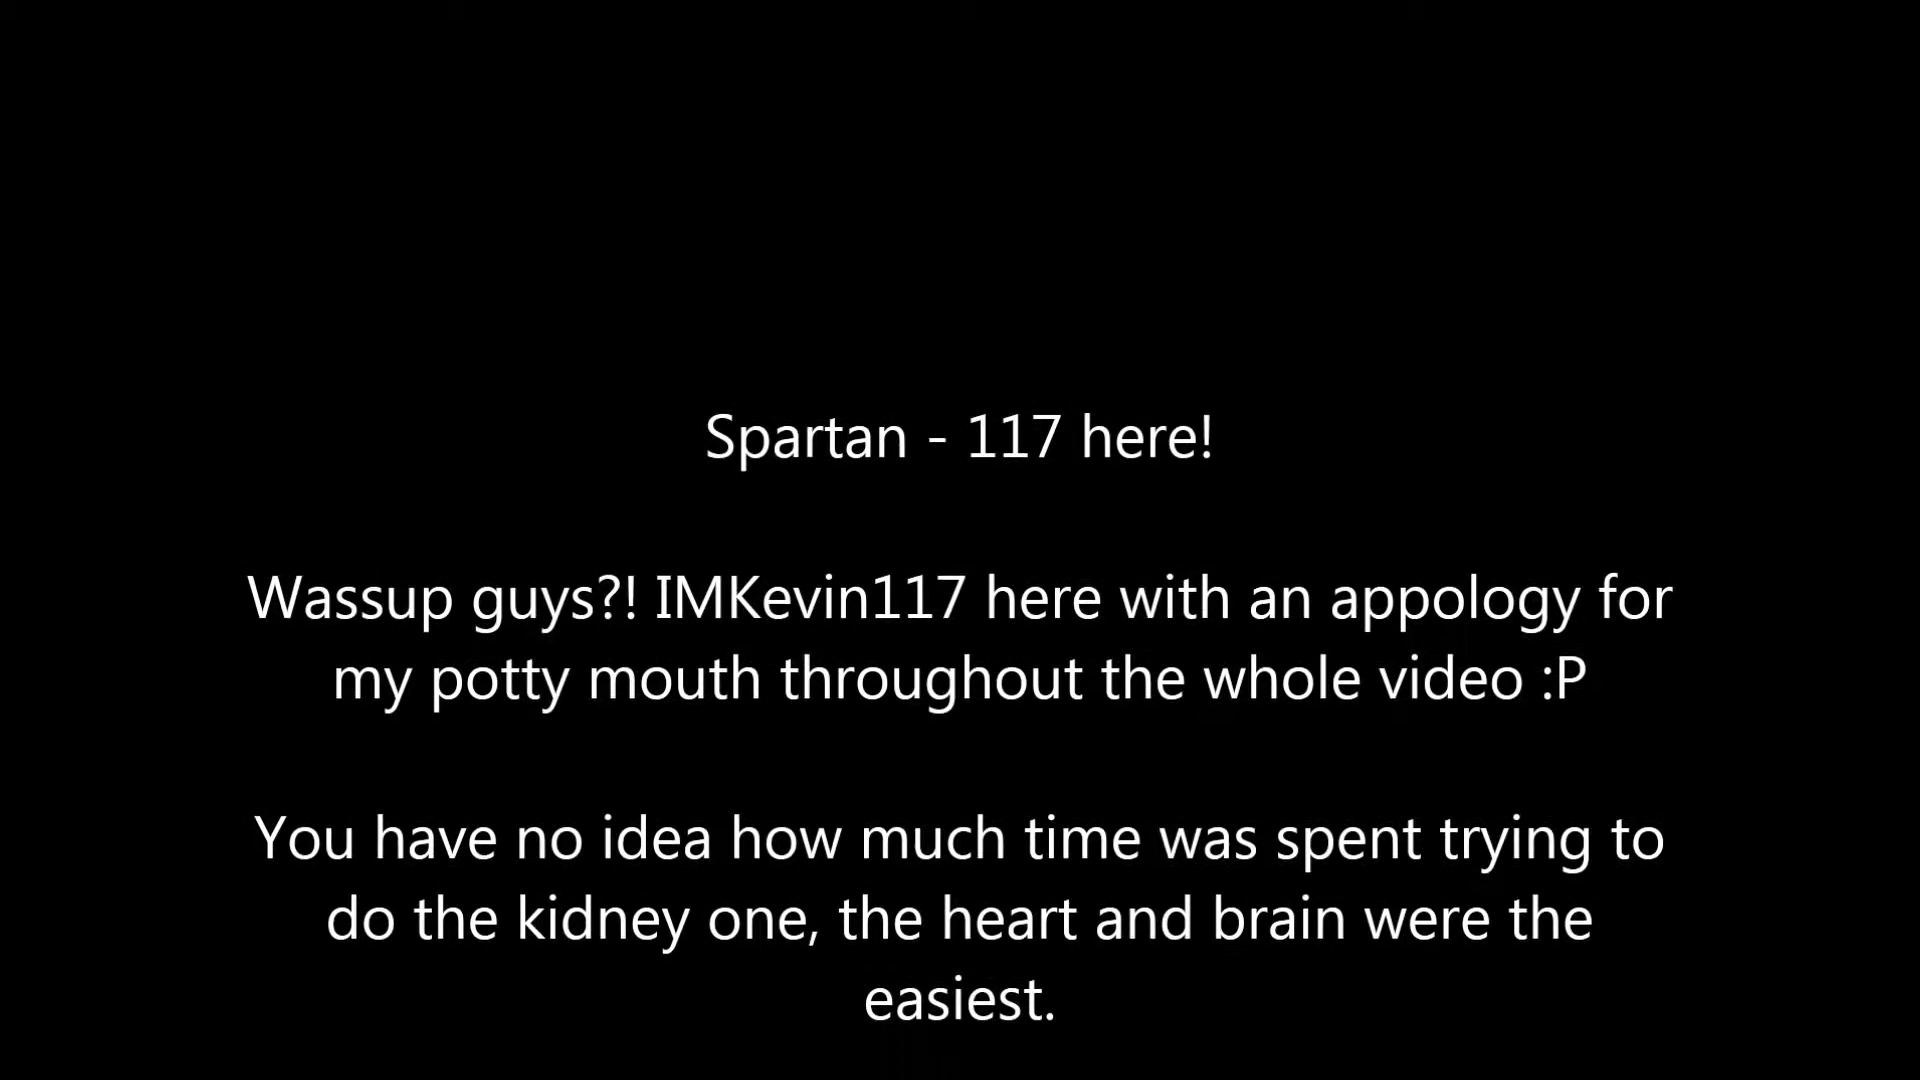 Spartan - 117 here!
Wassup guys?! IMKevin117 here with an appology for
my potty mouth throughout the whole video :P
You have no idea how much time was spent trying to
do the kidney one, the heart and brain were the
easiest.